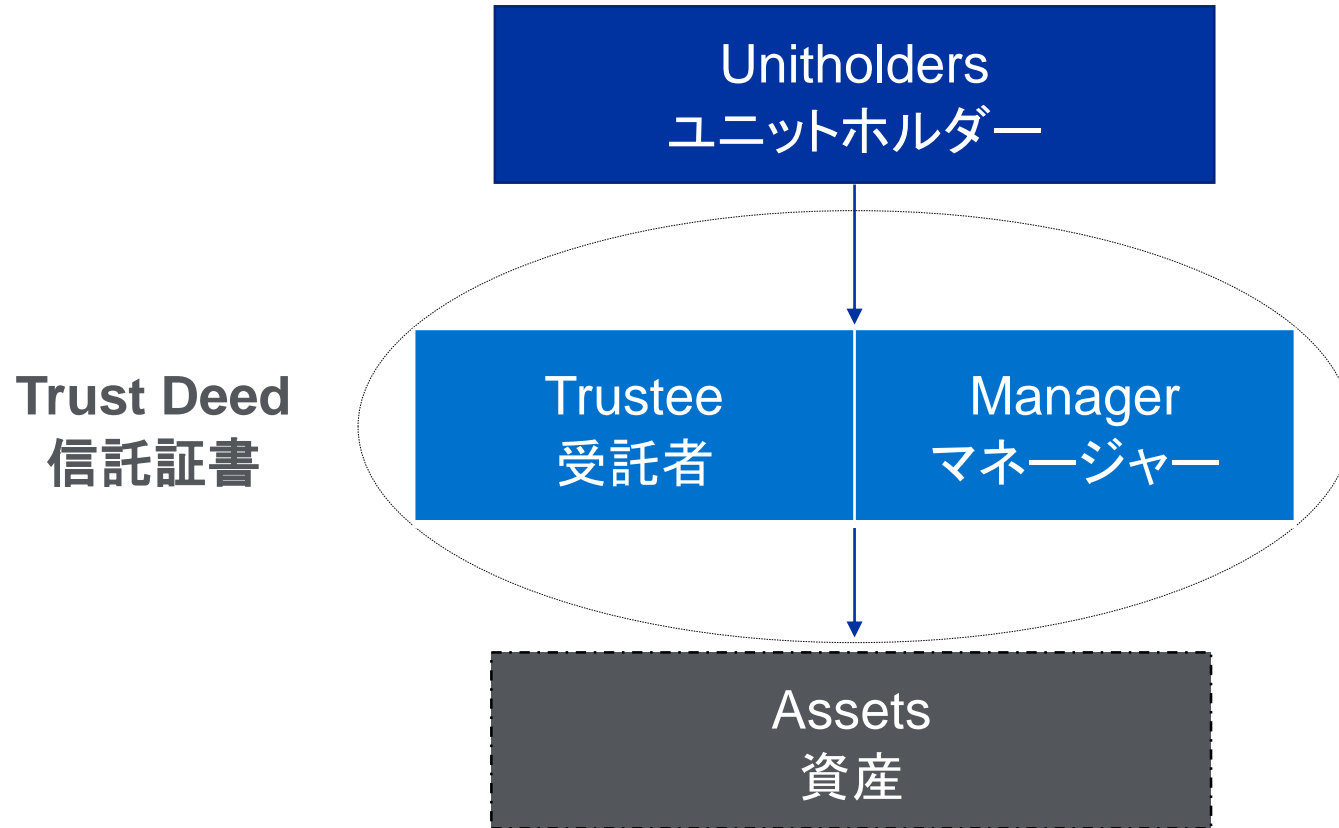 Unitholders
ユニットホルダー
Trust Deed
信託証書
Trustee
受託者
Manager
マネージャー
Assets
資産